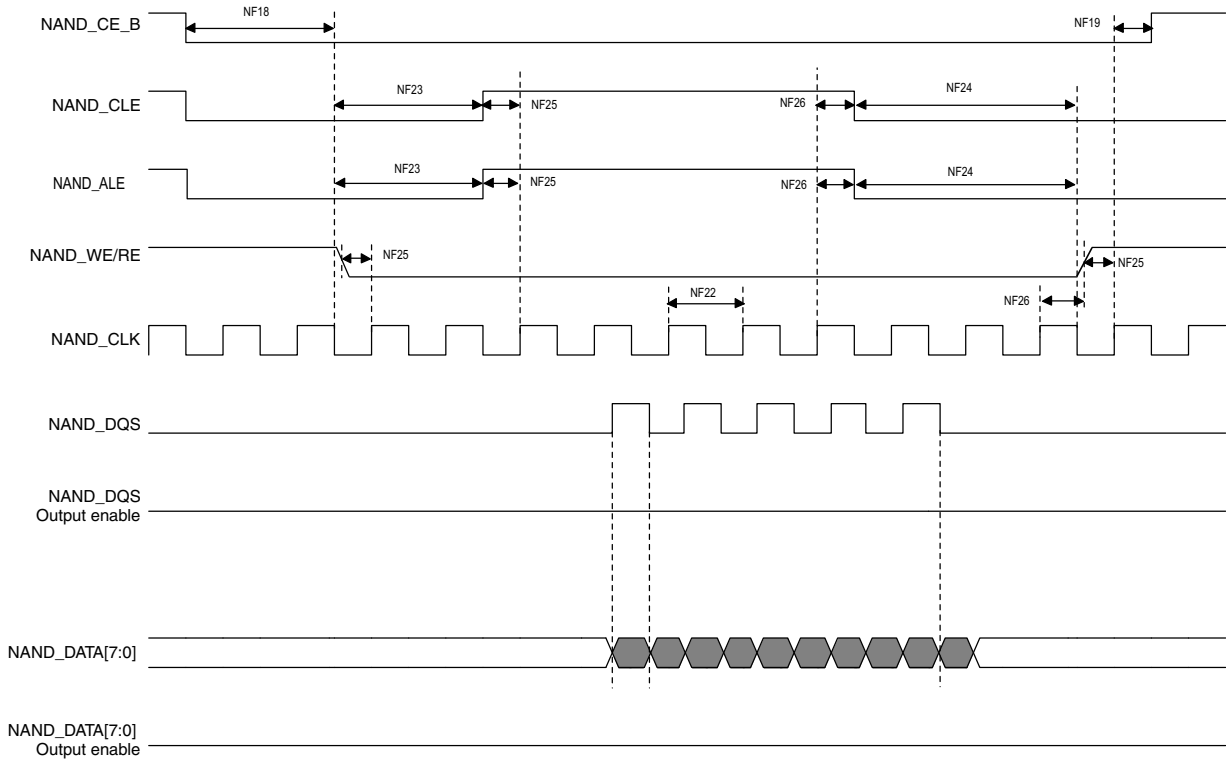 NF18
NAND_CE_B
NF19
NF23
NF24
NAND_CLE
NF25
NF26
NF23
NF24
NAND_ALE
NF25
NF26
NAND_WE/RE
NF25
NF25
NF22
NF26
NAND_CLK
NAND_DQS
NAND_DQS
Output enable
NAND_DATA[7:0]
NAND_DATA[7:0]
Output enable